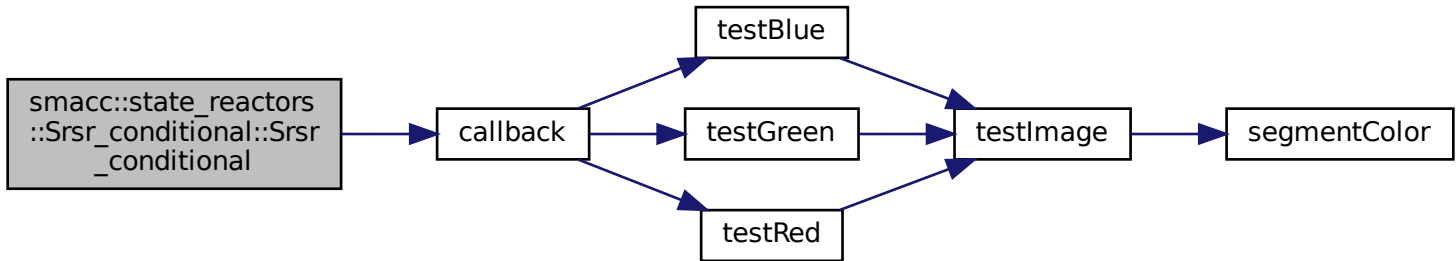 smacc::state_reactors
::Srsr_conditional::Srsr
_conditional
callback
testBlue
testGreen
testRed
testImage
segmentColor